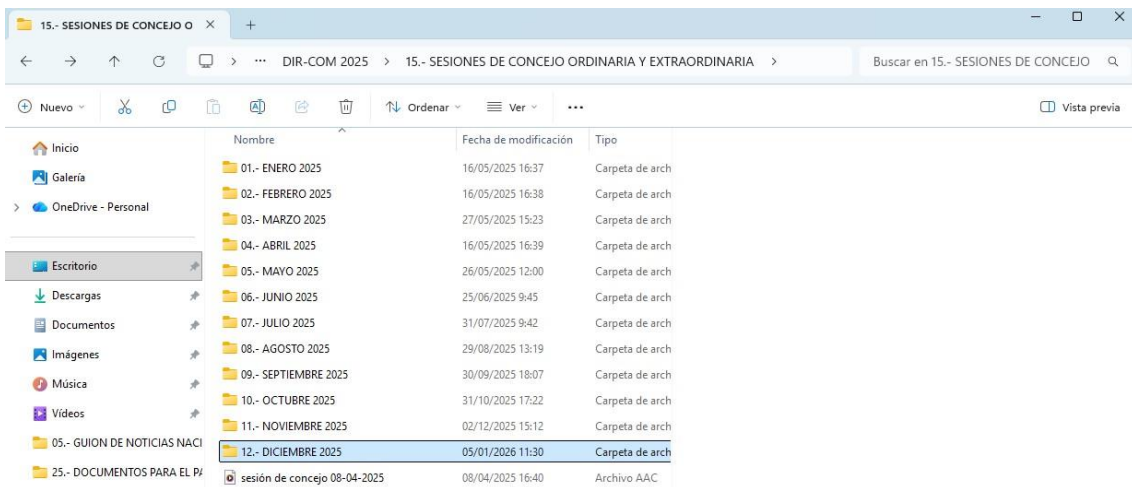 15.- SESIONES DE CONCEJO O
DIR-COM 2025 > 15.- SESIONES DE CONCEJO ORDINARIA Y EXTRAORDINARIA >
Buscar en 15.- SESIONES DE CONCEJO
Nuevo
Ordenar
Ver
Vista previa
Inicio
Galería
OneDrive - Personal
Escritorio
Descargas
Documentos
Imágenes
Música
Vídeos
05.- GUION DE NOTICIAS NACI
25.- DOCUMENTOS PARA EL PA
Nombre Fecha de modificación Tipo
01.- ENERO 2025 16/05/2025 16:37 Carpeta de arch
02.- FEBRERO 2025 16/05/2025 16:38 Carpeta de arch
03.- MARZO 2025 27/05/2025 15:23 Carpeta de arch
04.- ABRIL 2025 16/05/2025 16:39 Carpeta de arch
05.- MAYO 2025 26/05/2025 12:00 Carpeta de arch
06.- JUNIO 2025 25/06/2025 9:45 Carpeta de arch
07.- JULIO 2025 31/07/2025 9:42 Carpeta de arch
08.- AGOSTO 2025 29/08/2025 13:19 Carpeta de arch
09.- SEPTIEMBRE 2025 30/09/2025 18:07 Carpeta de arch
10.- OCTUBRE 2025 31/10/2025 17:22 Carpeta de arch
11.- NOVIEMBRE 2025 02/12/2025 15:12 Carpeta de arch
12.- DICIEMBRE 2025 05/01/2026 11:30 Carpeta de arch
sesión de concejo 08-04-2025 08/04/2025 16:40 Archivo AAC